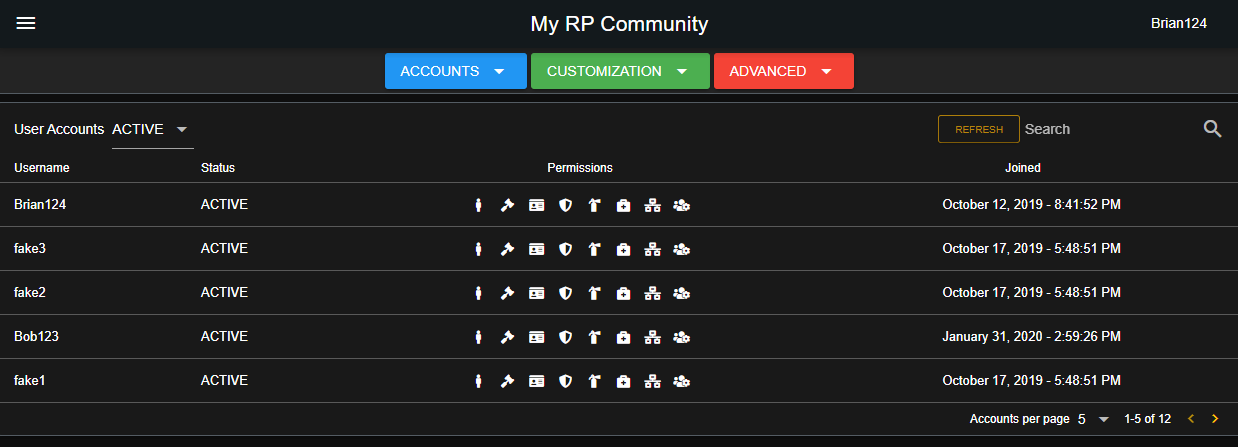 My RP Community
Brian124
ACCOUNTS CUSTOMIZATION ADVANCED
User Accounts ACTIVE REFRESH Search
Username Status Permissions Joined
Brian124 ACTIVE October 12, 2019 - 8:41:52 PM
fake3 ACTIVE October 17, 2019 - 5:48:51 PM
fake2 ACTIVE October 17, 2019 - 5:48:51 PM
Bob123 ACTIVE January 31, 2020 - 2:59:26 PM
fake1 ACTIVE October 17, 2019 - 5:48:51 PM
Accounts per page 5 1-5 of 12